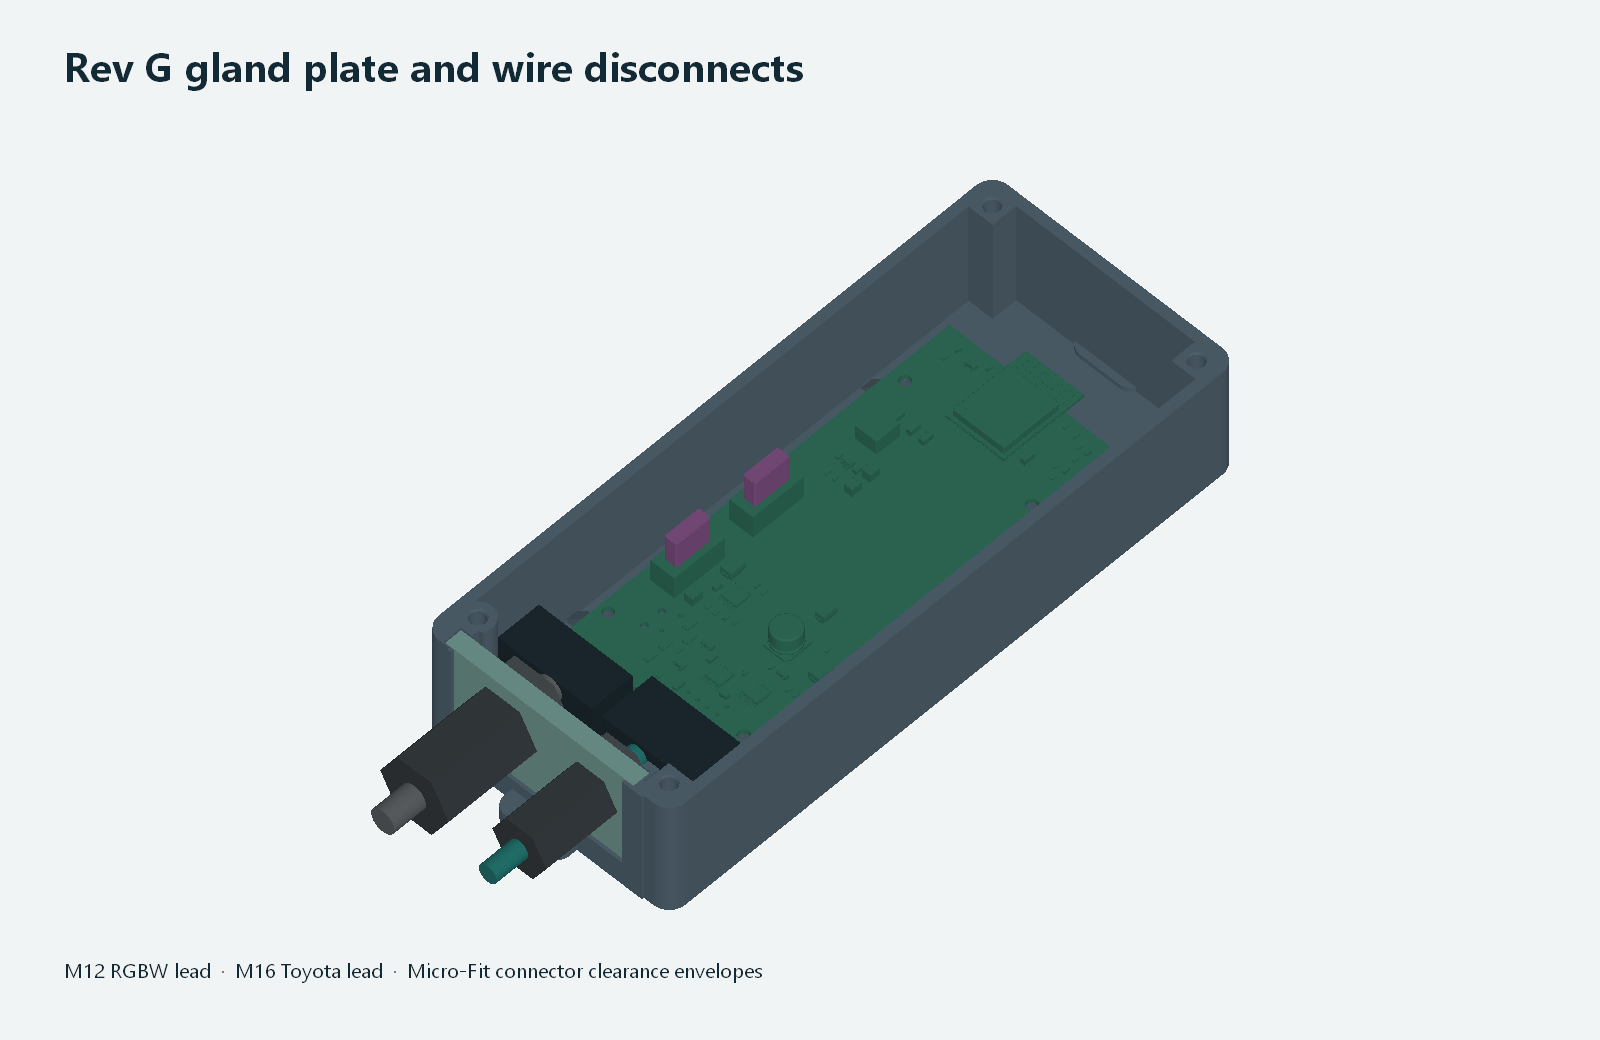 Rev G gland plate and wire disconnects
M12 RGBW lead · M16 Toyota lead · Micro-Fit connector clearance envelopes